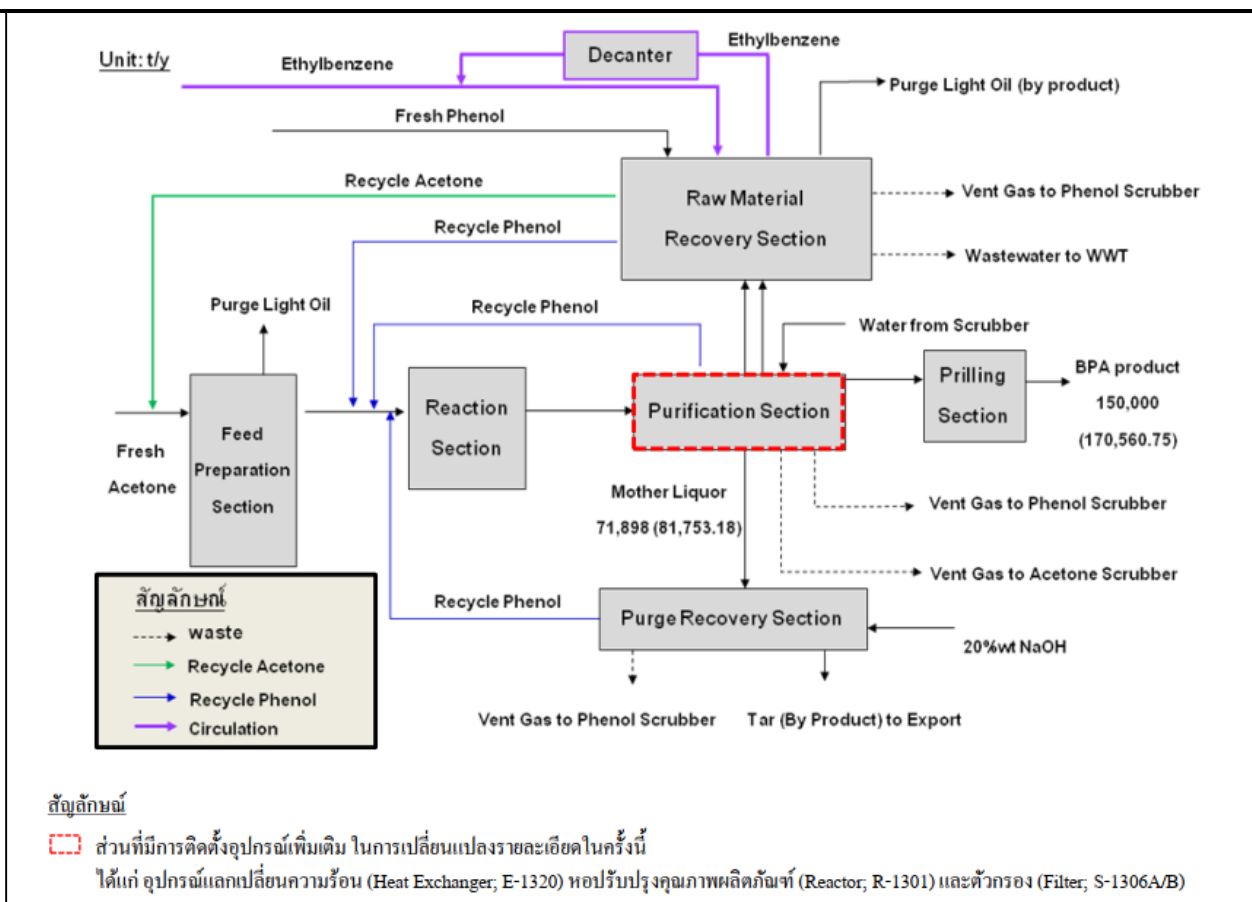 Unit: t/y
Ethylbenzene
Decanter
Ethylbenzene
Purge Light Oil (by product)
Fresh Phenol
Recycle Acetone
Raw Material
Recovery Section
Vent Gas to Phenol Scrubber
Recycle Phenol
Wastewater to WWT
Purge Light Oil
Recycle Phenol
Water from Scrubber
Fresh
Acetone
Feed
Preparation
Section
Reaction
Section
Purification Section
Prilling
Section
BPA product
150,000
(170,560.75)
Mother Liquor
71,898 (81,753.18)
Vent Gas to Phenol Scrubber
Vent Gas to Acetone Scrubber
Recycle Phenol
Purge Recovery Section
20%wt NaOH
Vent Gas to Phenol Scrubber
Tar (By Product) to Export
สัญลักษณ์
waste
Recycle Acetone
Recycle Phenol
Circulation
สัญลักษณ์
ส่วนที่มีการติดตั้งอุปกรณ์เพิ่มเติม ในการเปลี่ยนแปลงรายละเอียดในครั้งนี้
ได้แก่ อุปกรณ์แลกเปลี่ยนความร้อน (Heat Exchanger; E-1320) หอปรับปรุงคุณภาพผลิตภัณฑ์ (Reactor; R-1301) และตัวกรอง (Filter; S-1306A/B)